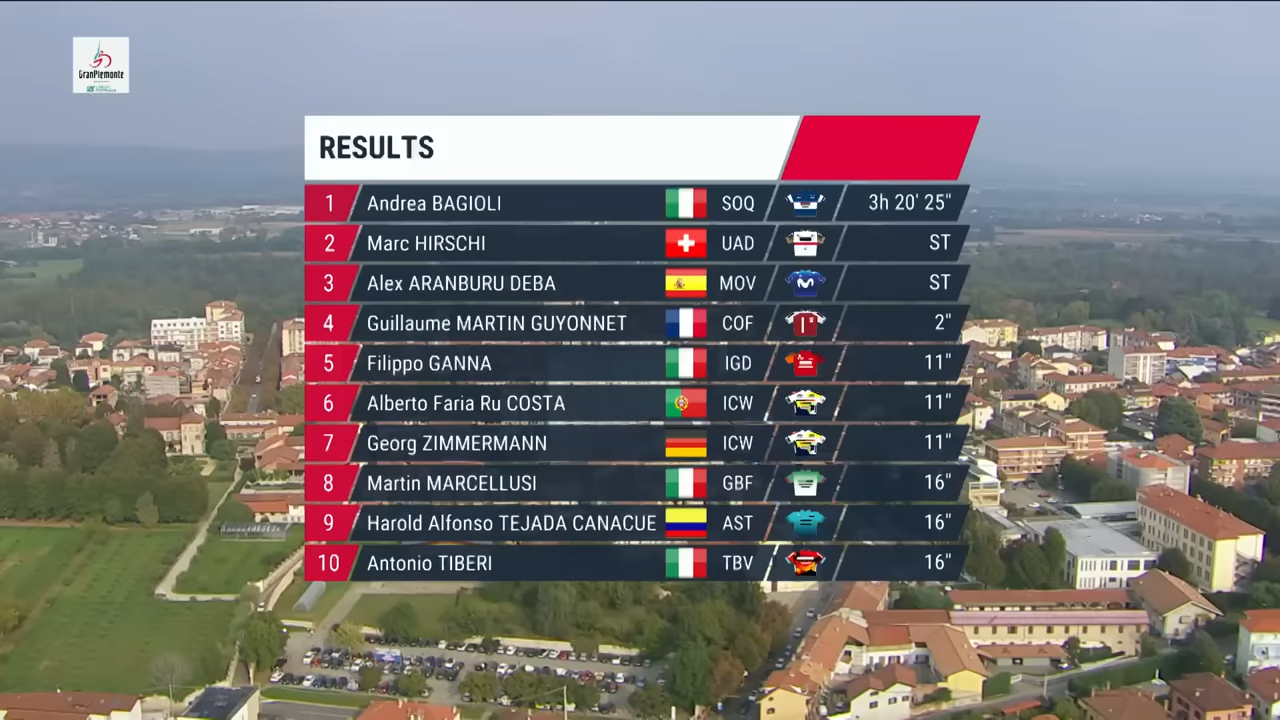 GranPiemonte
RESULTS
1 Andrea BAGIOLI SOQ 3h 20' 25"
2 Marc HIRSCHI UAD ST
3 Alex ARANBURU DEBA MOV ST
4 Guillaume MARTIN GUYONNET COF 2"
5 Filippo GANNA IGD 11"
6 Alberto Faria Ru COSTA ICW 11"
7 Georg ZIMMERMANN ICW 11"
8 Martin MARCELLUSI GBF 16"
9 Harold Alfonso TEJADA CANACUE AST 16"
10 Antonio TIBERI TBV 16"